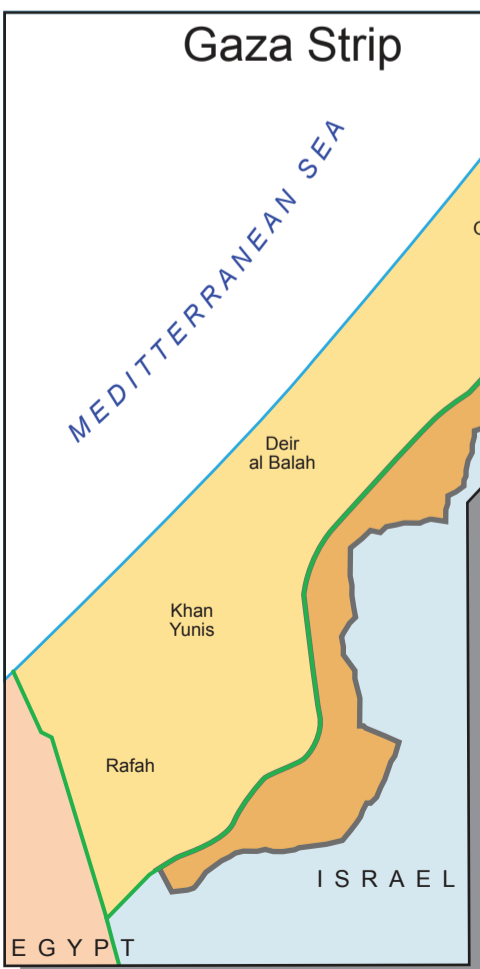 Gaza Strip
MEDITTERRANEAN SEA
Deir
al Balah
Khan
Yunis
Rafah
ISRAEL
EGYPT